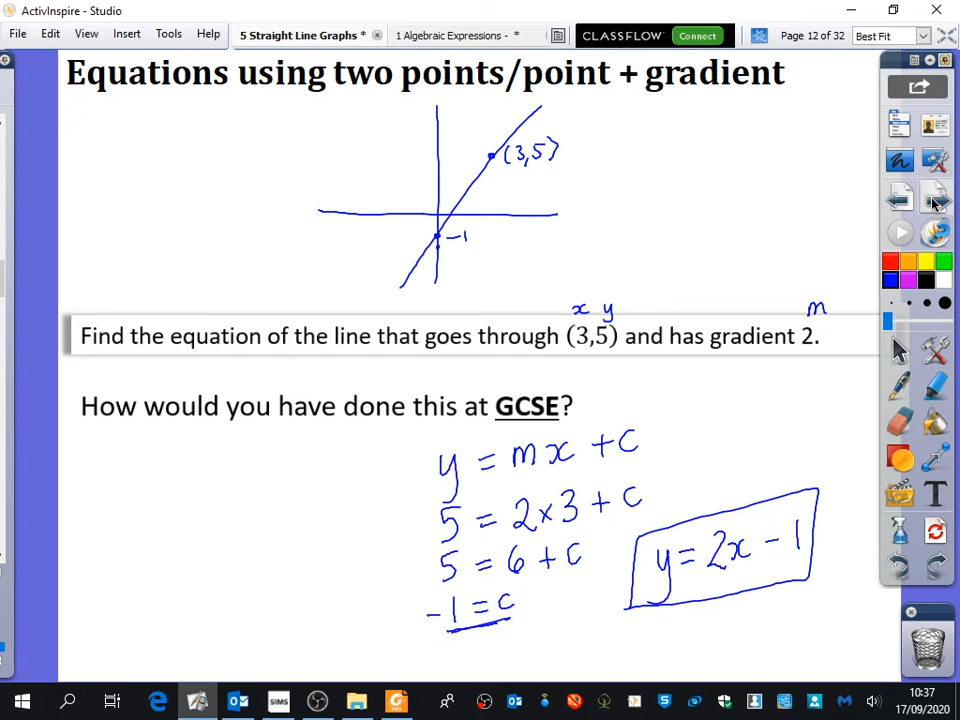 ActivInspire - Studio
File Edit View Insert Tools Help 5 Straight Line Graphs * 1 Algebraic Expressions - * CLASSFLOW™ Connect Page 12 of 32 Best Fit
Equations using two points/point + gradient
(3,5)
-1
x y m
Find the equation of the line that goes through (3,5) and has gradient 2.
How would you have done this at GCSE?
y = mx + c
5 = 2 × 3 + c
5 = 6 + c
-1 = c
y = 2x - 1
T
SIMS
10:37
17/09/2020